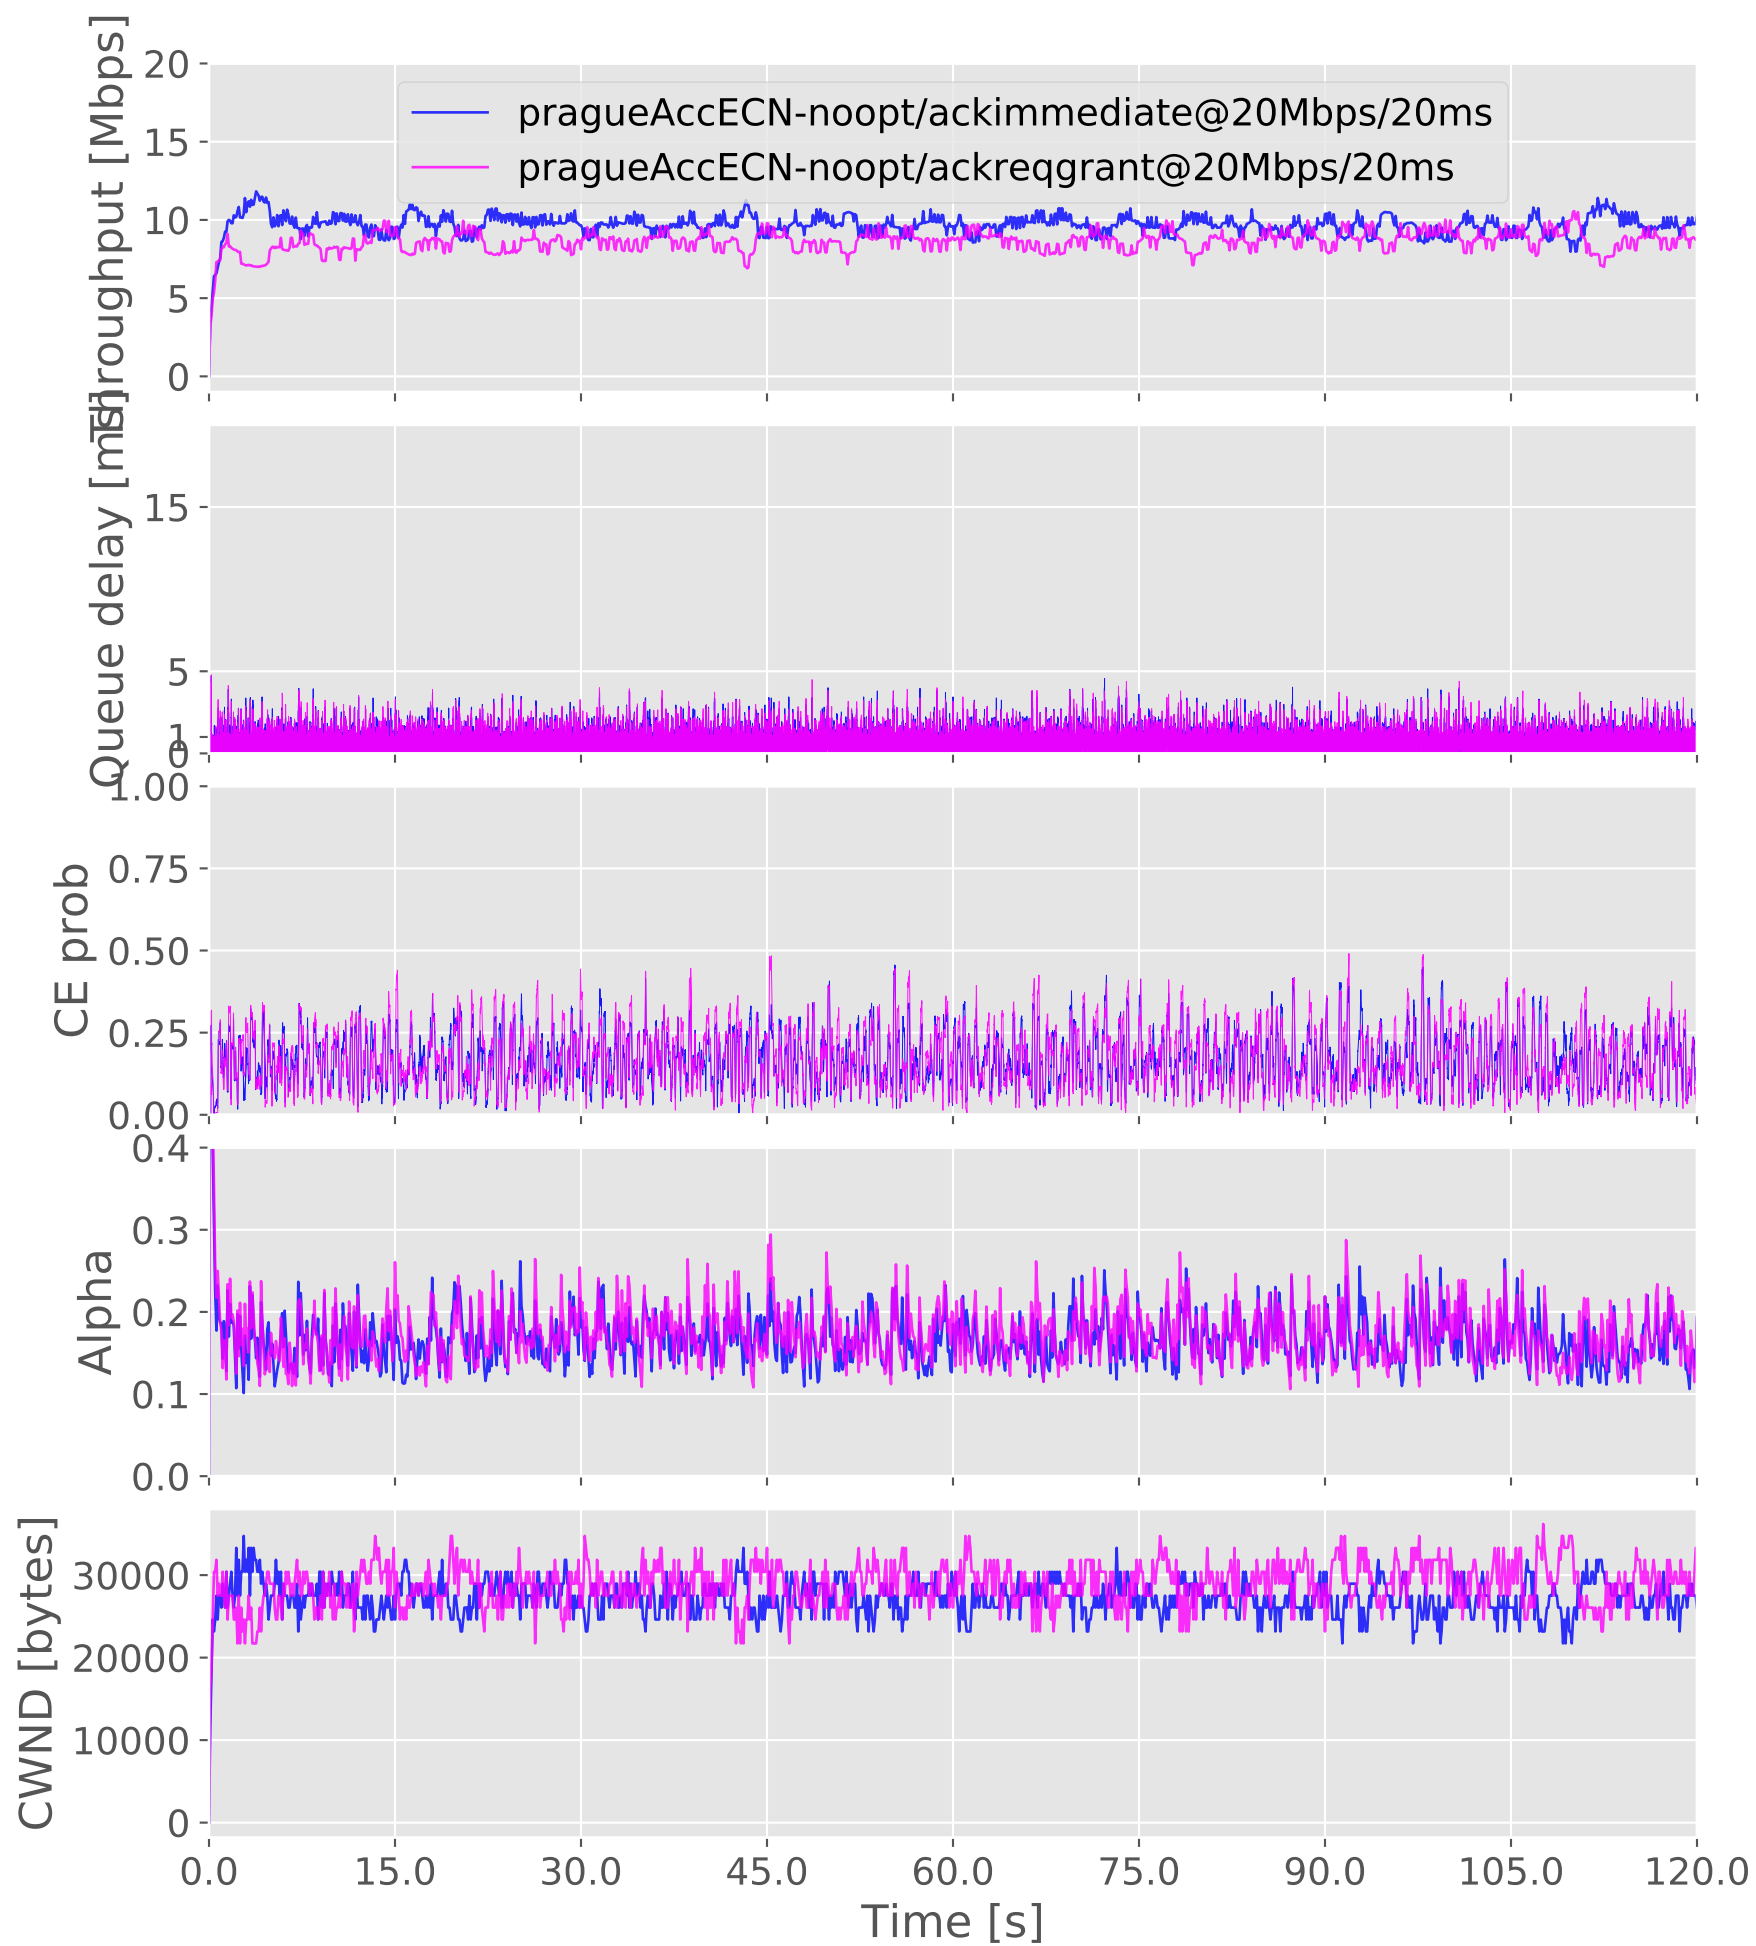 Throughput [Mbps]
20
15
10
5
0
pragueAccECN-noopt/ackimmediate@20Mbps/20ms
pragueAccECN-noopt/ackreqgrant@20Mbps/20ms
Queue delay [ms]
15
5
1
0
CE prob
1.00
0.75
0.50
0.25
0.00
Alpha
0.4
0.3
0.2
0.1
0.0
CWND [bytes]
30000
20000
10000
0
0.0 15.0 30.0 45.0 60.0 75.0 90.0 105.0 120.0
Time [s]